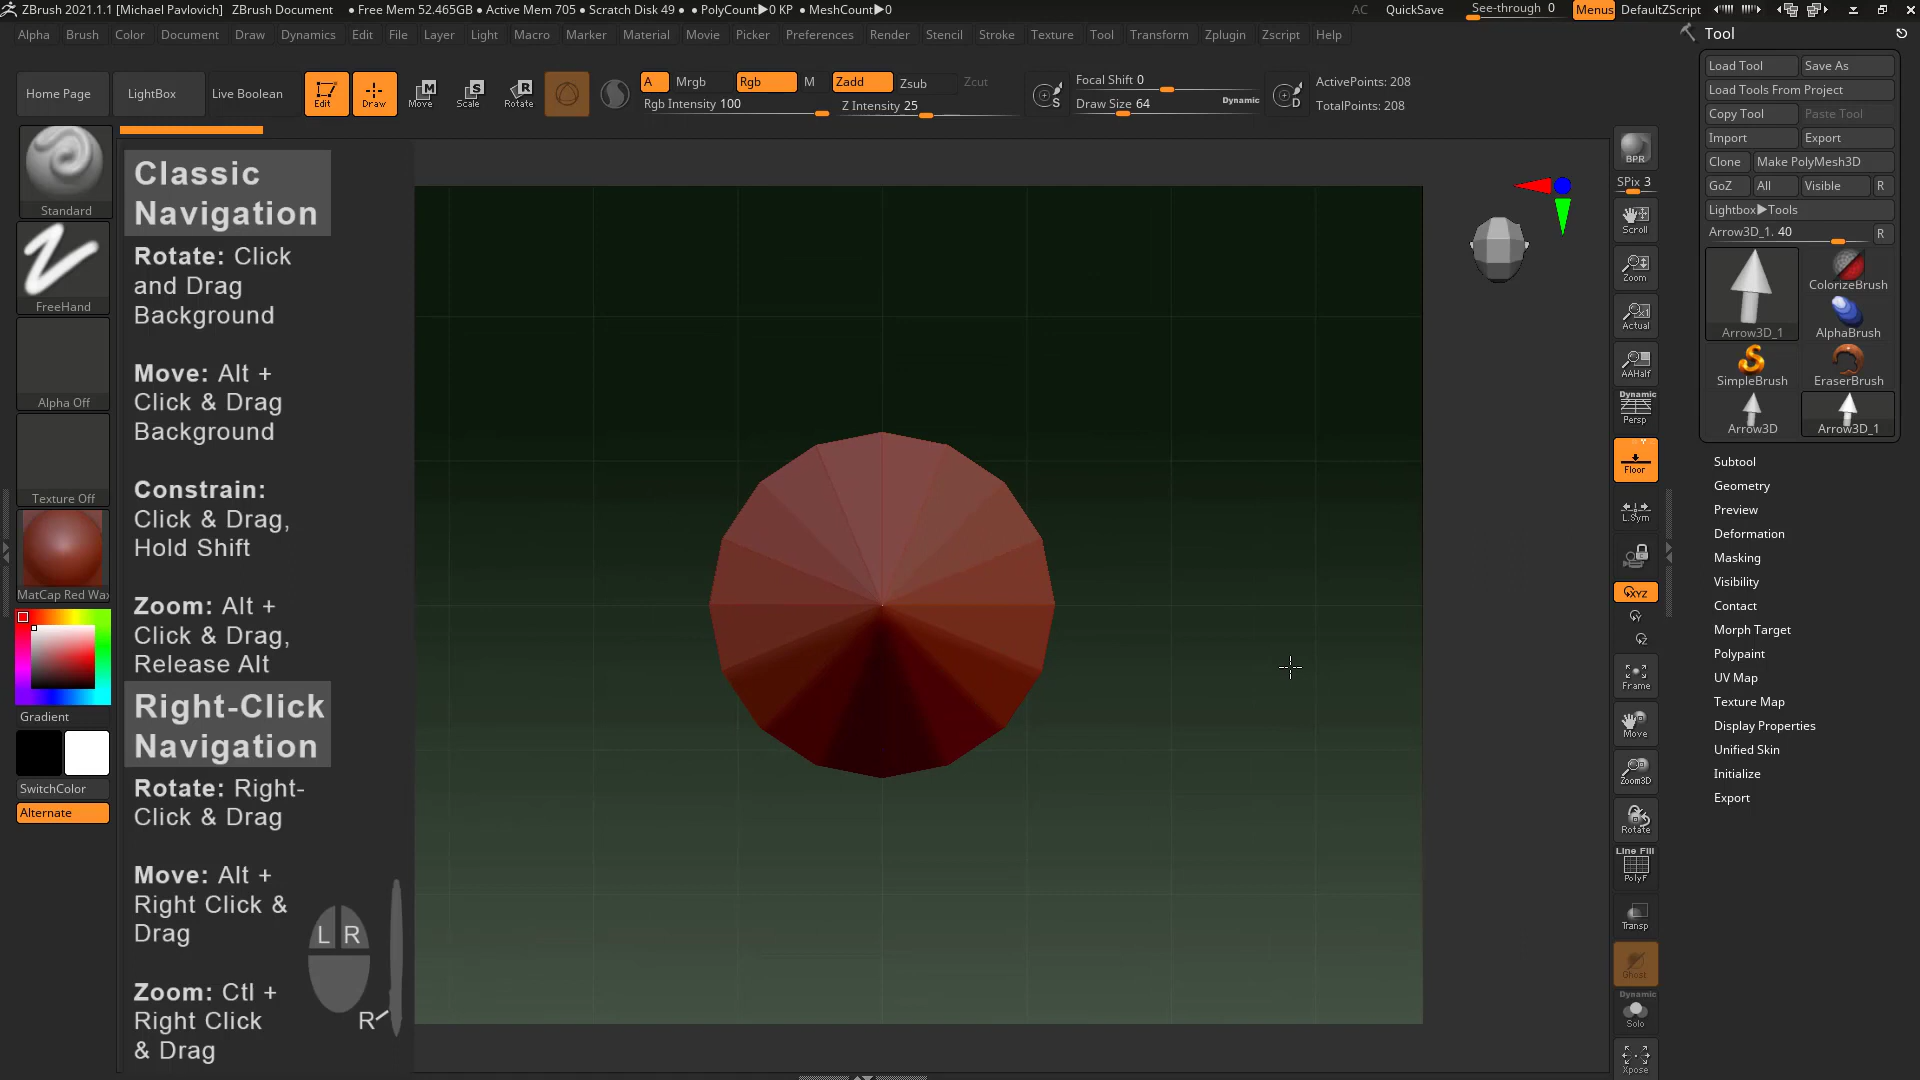 ZBrush 2021.1.1 [Michael Pavlovich] ZBrush Document • Free Mem 52.465GB • Active Mem 705 • Scratch Disk 49 • PolyCount▶0 KP • MeshCount▶0 AC QuickSave See-through 0 Menus DefaultZScript
Alpha Brush Color Document Draw Dynamics Edit File Layer Light Macro Marker Material Movie Picker Preferences Render Stencil Stroke Texture Tool Transform Zplugin Zscript Help
Home Page LightBox Live Boolean Edit Draw Move Scale Rotate
A Mrgb Rgb M Zadd Zsub Zcut
Rgb Intensity 100 Z Intensity 25
Focal Shift 0
Draw Size 64 Dynamic
S D
ActivePoints: 208
TotalPoints: 208
Standard
FreeHand
Alpha Off
Texture Off
MatCap Red Wax
Gradient
SwitchColor
Alternate
Classic
Navigation
Rotate: Click
and Drag
Background
Move: Alt +
Click & Drag
Background
Constrain:
Click & Drag,
Hold Shift
Zoom: Alt +
Click & Drag,
Release Alt
Right-Click
Navigation
Rotate: Right-
Click & Drag
Move: Alt +
Right Click &
Drag
Zoom: Ctl +
Right Click
& Drag
L R
R
BPR
SPix 3
Scroll
Zoom
Actual
AAHalf
Dynamic
Persp
Floor
L.Sym
XYZ
Y
Z
Frame
Move
Zoom3D
Rotate
Line Fill
PolyF
Transp
Ghost
Dynamic
Solo
Xpose
Tool
Load Tool Save As
Load Tools From Project
Copy Tool Paste Tool
Import Export
Clone Make PolyMesh3D
GoZ All Visible R
Lightbox▶Tools
Arrow3D_1. 40 R
Arrow3D_1 ColorizeBrush
AlphaBrush
SimpleBrush EraserBrush
Arrow3D Arrow3D_1
Subtool
Geometry
Preview
Deformation
Masking
Visibility
Contact
Morph Target
Polypaint
UV Map
Texture Map
Display Properties
Unified Skin
Initialize
Export